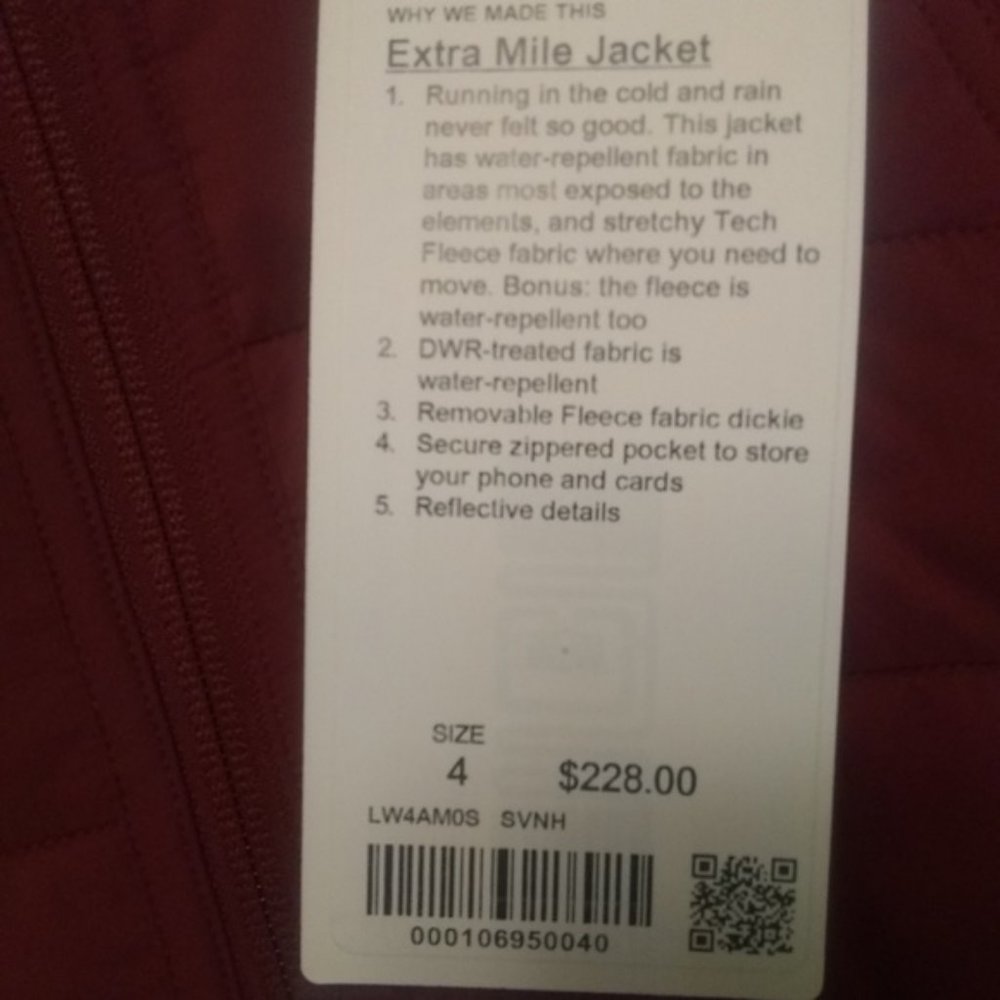 WHY WE MADE THIS
Extra Mile Jacket
1. Running in the cold and rain
never felt so good. This jacket
has water-repellent fabric in
areas most exposed to the
elements, and stretchy Tech
Fleece fabric where you need to
move. Bonus: the fleece is
water-repellent too
2. DWR-treated fabric is
water-repellent
3. Removable Fleece fabric dickie
4. Secure zippered pocket to store
your phone and cards
5. Reflective details
SIZE
4 $228.00
LW4AM0S SVNH
000106950040